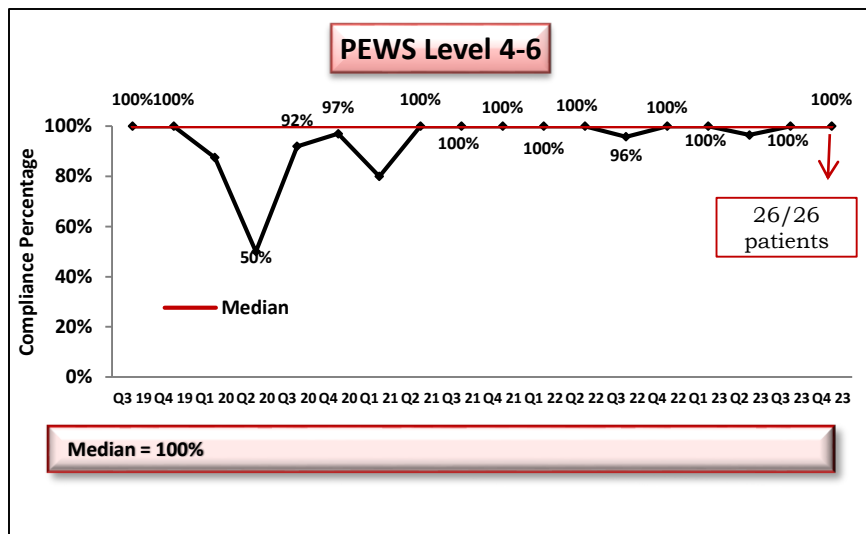 PEWS Level 4-6
100% 100% 92% 97% 100% 100% 100% 100% 100%
100% 100% 96% 100% 100%
50%
Compliance Percentage
100%
80%
60%
40%
20%
0%
Median
26/26
patients
Q3 19 Q4 19 Q1 20 Q2 20 Q3 20 Q4 20 Q1 21 Q2 21 Q3 21 Q4 21 Q1 22 Q2 22 Q3 22 Q4 22 Q1 23 Q2 23 Q3 23 Q4 23
Median = 100%